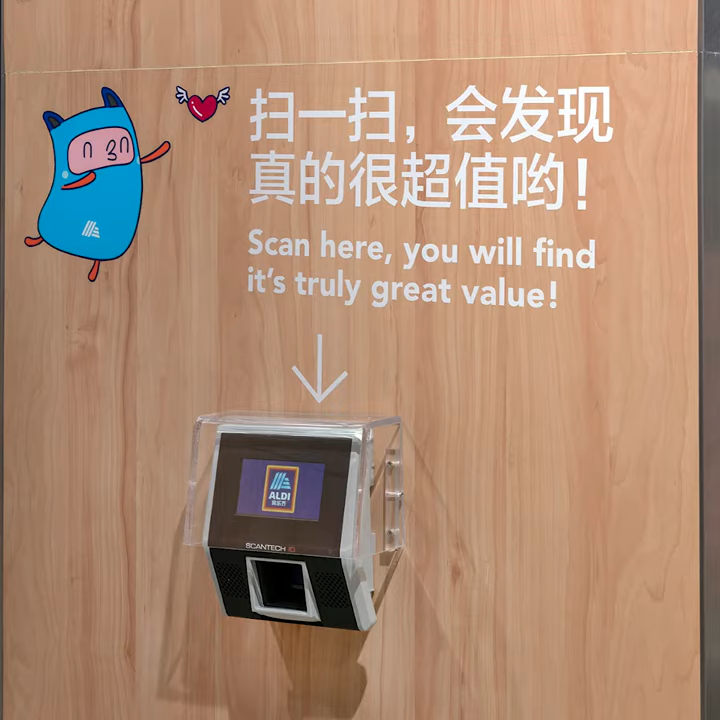 扫一扫，会发现
真的很超值哟！
Scan here, you will find
it's truly great value!
ALDI
奥乐齐
SCANTECH ID